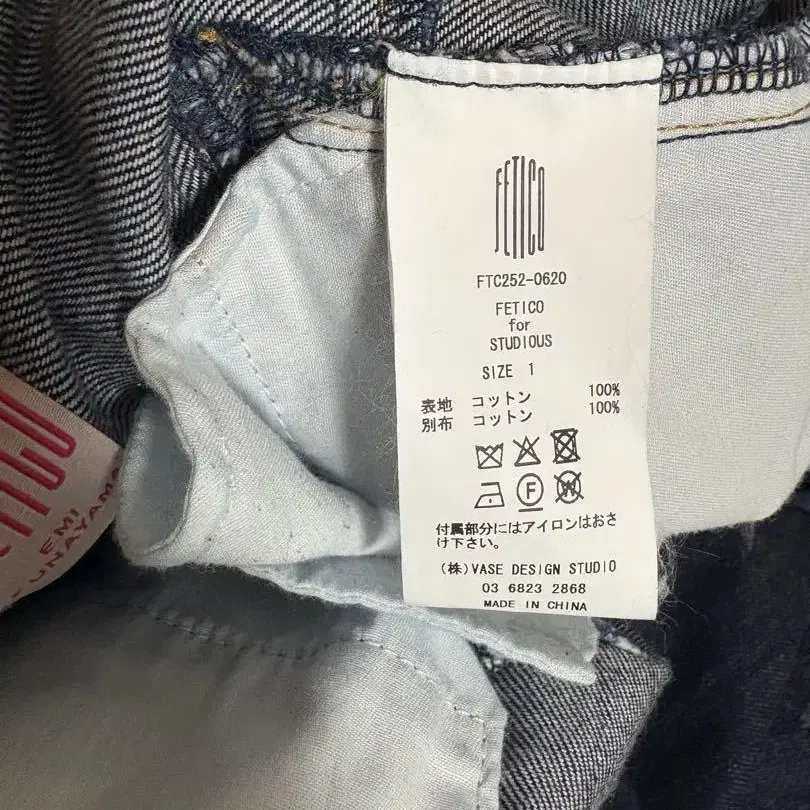 FETICO
FTC252-0620
FETICO
for
STUDIOUS
SIZE 1
表地 コットン 100%
別布 コットン 100%
F
W
付属部分にはアイロンはおさ
け下さい。
(株)VASE DESIGN STUDIO
03 6823 2868
MADE IN CHINA
EMI
FUNAYAMA